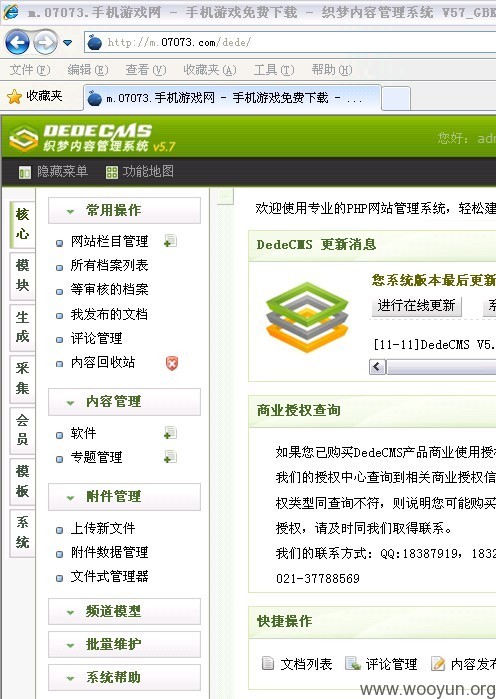 m.07073.手机游戏网 - 手机游戏免费下载 - 织梦内容管理系统 V57_GBK
http://m.07073.com/dede/
文件(F) 编辑(E) 查看(V) 收藏夹(A) 工具(T) 帮助(H)
收藏夹 m.07073.手机游戏网 - 手机游戏免费下载 - ...
DEDECMS
织梦内容管理系统 v5.7
您好: adm
隐藏菜单 功能地图
核心
模块
生成
采集
会员
模板
系统
常用操作
网站栏目管理
所有档案列表
等审核的档案
我发布的文档
评论管理
内容回收站
内容管理
软件
专题管理
附件管理
上传新文件
附件数据管理
文件式管理器
频道模型
批量维护
系统帮助
欢迎使用专业的PHP网站管理系统, 轻松建
DedeCMS 更新消息
您系统版本最后更新
进行在线更新 系
[11-11]DedeCMS V5.
商业授权查询
如果您已购买DedeCMS产品商业使用授权
我们的授权中心查询到相关商业授权信
权类型同查询不符，则说明您可能购买
授权，请及时同我们取得联系。
我们的联系方式: QQ:18387919, 1832
021-37788569
快捷操作
文档列表 评论管理 内容发布
www.wooyun.org